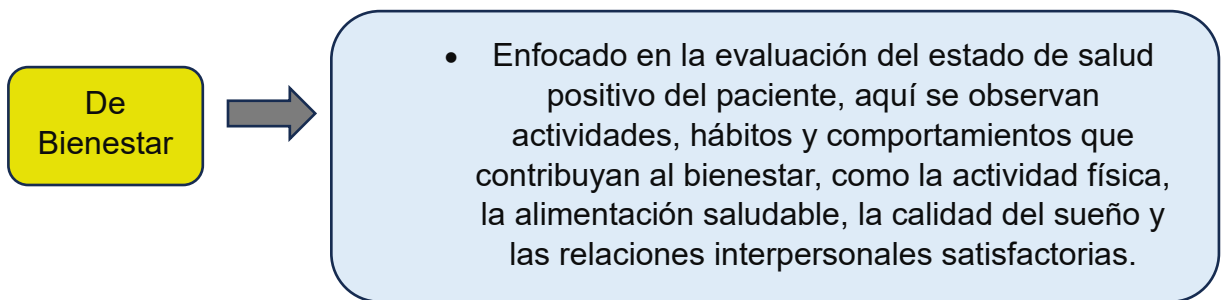 De
Bienestar
• Enfocado en la evaluación del estado de salud
positivo del paciente, aquí se observan
actividades, hábitos y comportamientos que
contribuyan al bienestar, como la actividad física,
la alimentación saludable, la calidad del sueño y
las relaciones interpersonales satisfactorias.